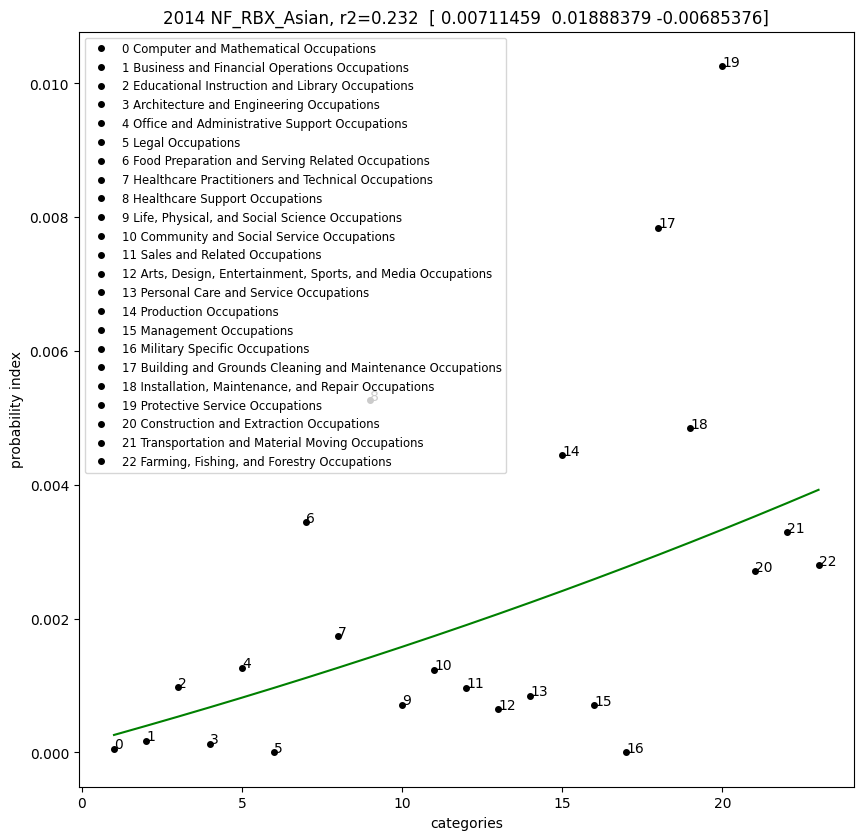 2014 NF_RBX_Asian, r2=0.232 [ 0.00711459 0.01888379 -0.00685376]
0 Computer and Mathematical Occupations
1 Business and Financial Operations Occupations
2 Educational Instruction and Library Occupations
3 Architecture and Engineering Occupations
4 Office and Administrative Support Occupations
5 Legal Occupations
6 Food Preparation and Serving Related Occupations
7 Healthcare Practitioners and Technical Occupations
8 Healthcare Support Occupations
9 Life, Physical, and Social Science Occupations
10 Community and Social Service Occupations
11 Sales and Related Occupations
12 Arts, Design, Entertainment, Sports, and Media Occupations
13 Personal Care and Service Occupations
14 Production Occupations
15 Management Occupations
16 Military Specific Occupations
17 Building and Grounds Cleaning and Maintenance Occupations
18 Installation, Maintenance, and Repair Occupations
19 Protective Service Occupations
20 Construction and Extraction Occupations
21 Transportation and Material Moving Occupations
22 Farming, Fishing, and Forestry Occupations
probability index
0.010
0.008
0.006
0.004
0.002
0.000
0
1
2
3
4
5
6
7
8
9
10
11
12
13
14
15
16
17
18
19
20
21
22
0
5
10
15
20
categories